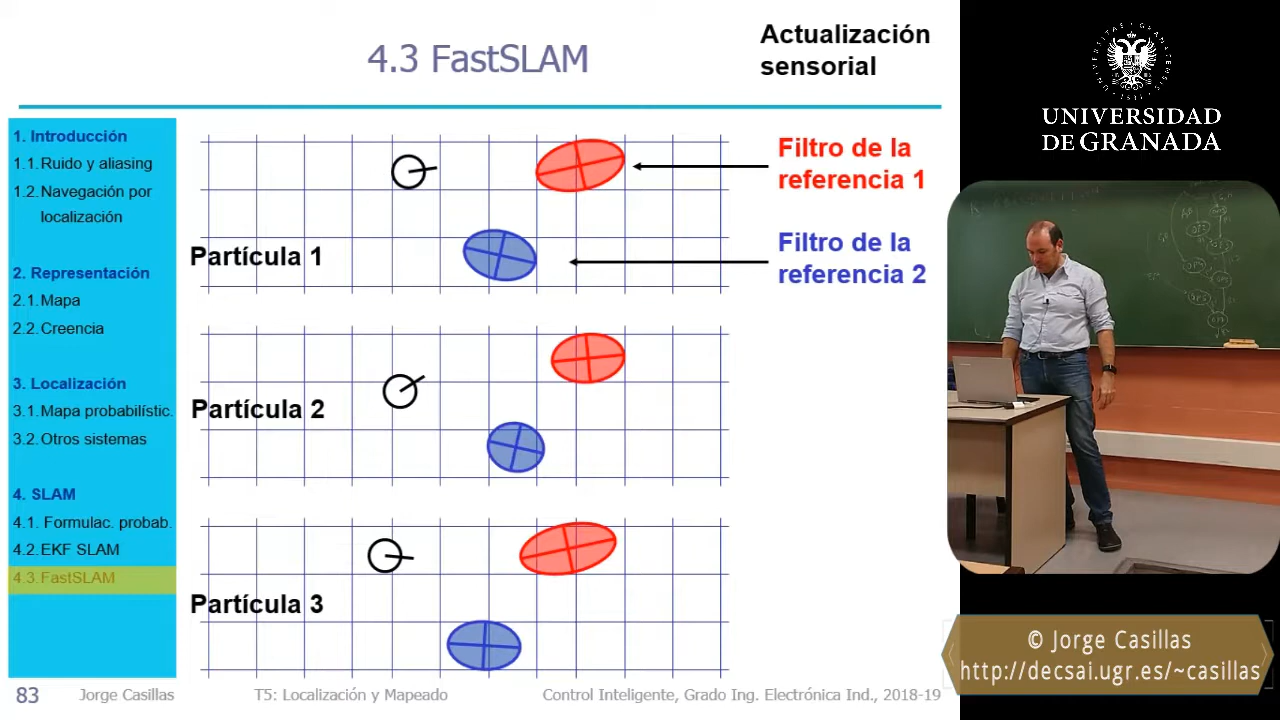 4.3 FastSLAM
Actualización
sensorial
1. Introducción
1.1. Ruido y aliasing
1.2. Navegación por
localización
2. Representación
2.1. Mapa
2.2. Creencia
3. Localización
3.1. Mapa probabilístic.
3.2. Otros sistemas
4. SLAM
4.1. Formulac. probab.
4.2. EKF SLAM
4.3. FastSLAM
Partícula 1
Filtro de la
referencia 1
Filtro de la
referencia 2
Partícula 2
Partícula 3
83
Jorge Casillas
T5: Localización y Mapeado
Control Inteligente, Grado Ing. Electrónica Ind., 2018-19
UNIVERSIDAD
DE GRANADA
© Jorge Casillas
http://decsai.ugr.es/~casillas